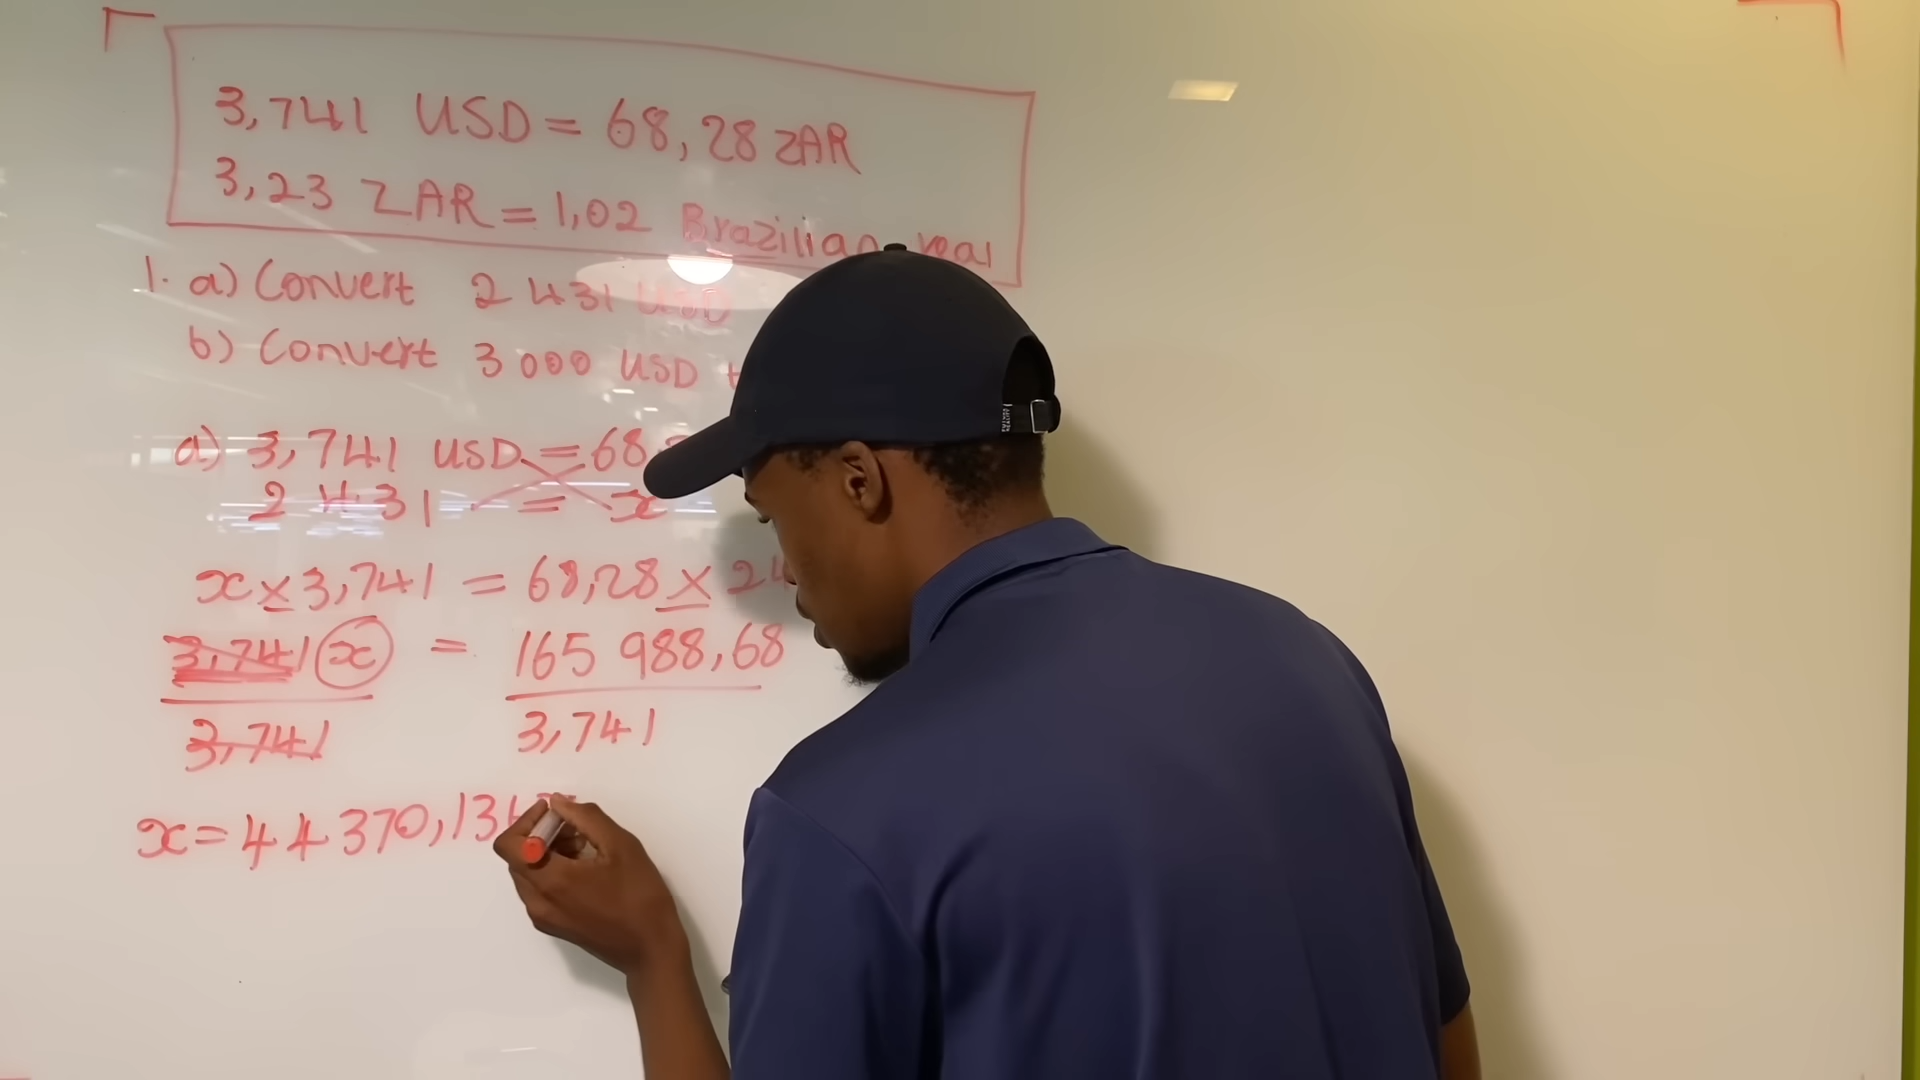 3,741 USD = 68,28 ZAR
3,23 ZAR = 1,02 Brazilian real
1. a) Convert 2 431 USD
b) Convert 3 000 USD
a) 3,741 USD = 68,
2 431 = x
x × 3,741 = 68,28 × 24
3,741 x = 165 988,68
3,741 3,741
x = 44 370,13